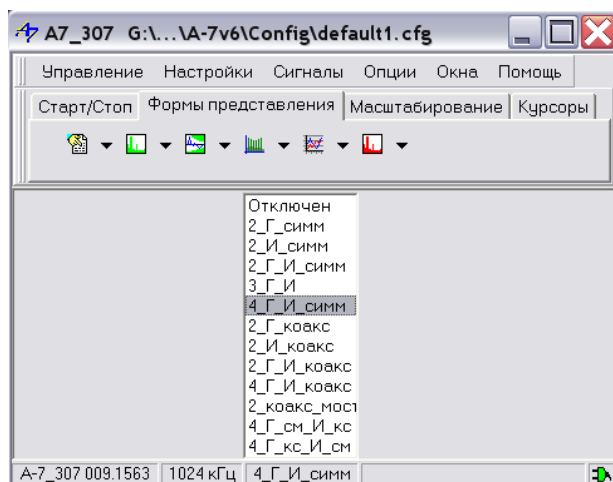 A7_307 G:\...\A-7v6\Config\default1.cfg
Управление Настройки Сигналы Опции Окна Помощь
Старт/Стоп Формы представления Масштабирование Курсоры
Отключен
2_Г_симм
2_И_симм
2_Г_И_симм
3_Г_И
4_Г_И_симм
2_Г_коакс
2_И_коакс
2_Г_И_коакс
4_Г_И_коакс
2_коакс_мост
4_Г_см_И_кс
4_Г_кс_И_см
А-7_307 009.1563 1024 кГц 4_Г_И_симм